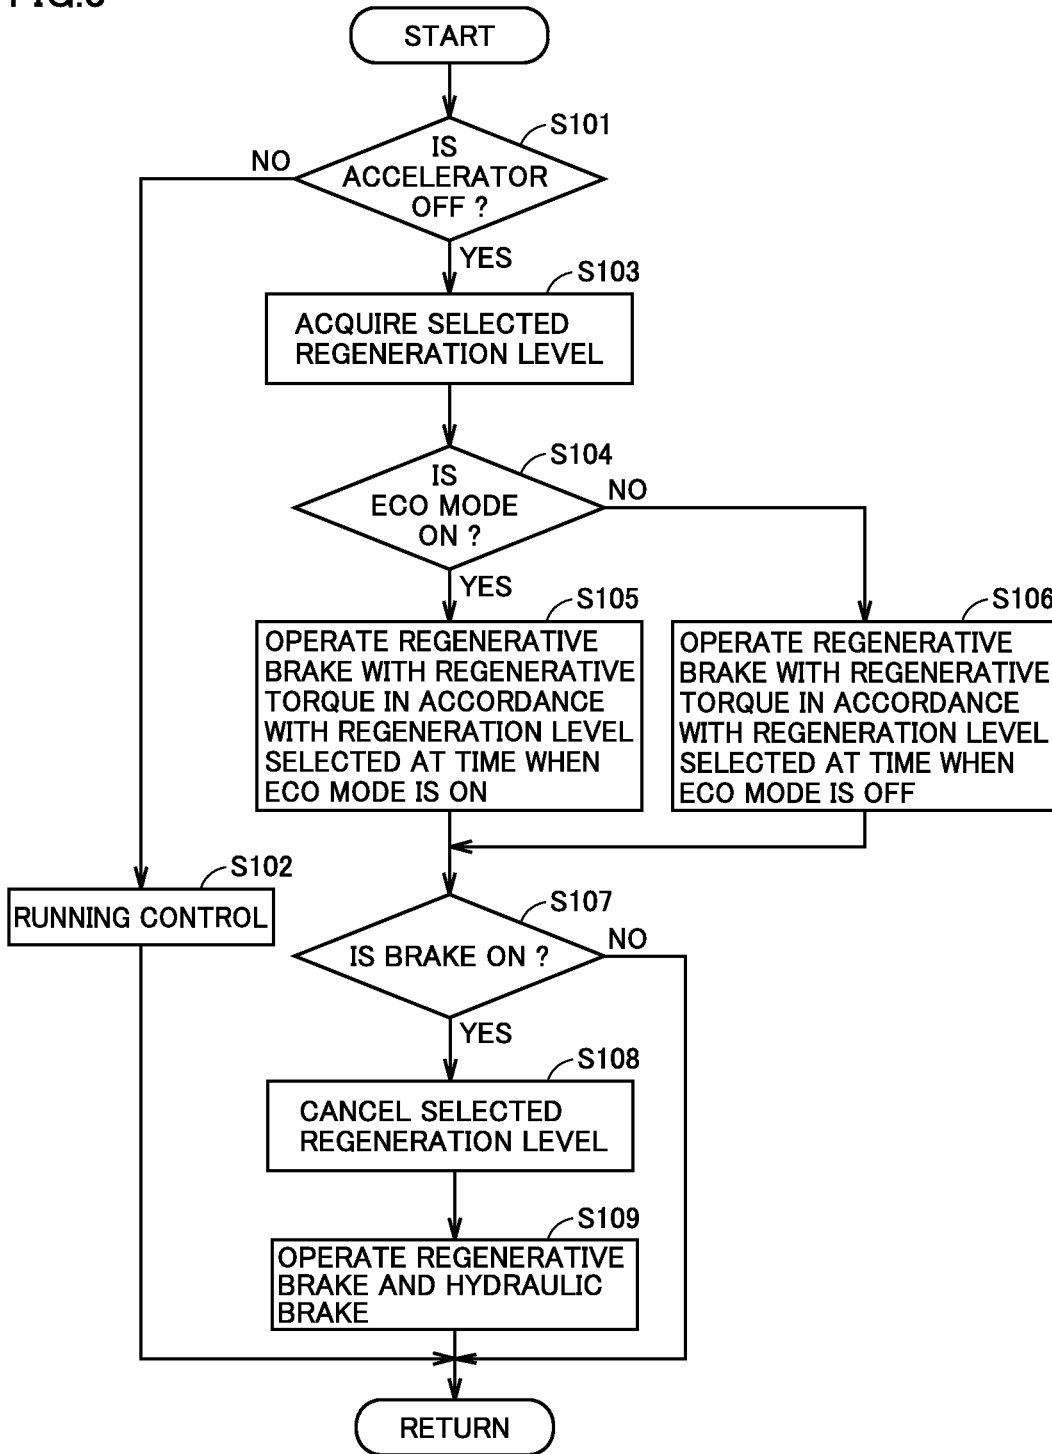 START
S101
IS
ACCELERATOR
OFF ?
NO
YES
S103
ACQUIRE SELECTED
REGENERATION LEVEL
S104
IS
ECO MODE
ON ?
NO
YES
S105
OPERATE REGENERATIVE
BRAKE WITH REGENERATIVE
TORQUE IN ACCORDANCE
WITH REGENERATION LEVEL
SELECTED AT TIME WHEN
ECO MODE IS ON
S106
OPERATE REGENERATIVE
BRAKE WITH REGENERATIVE
TORQUE IN ACCORDANCE
WITH REGENERATION LEVEL
SELECTED AT TIME WHEN
ECO MODE IS OFF
S102
RUNNING CONTROL
S107
IS BRAKE ON ?
NO
YES
S108
CANCEL SELECTED
REGENERATION LEVEL
S109
OPERATE REGENERATIVE
BRAKE AND HYDRAULIC
BRAKE
RETURN